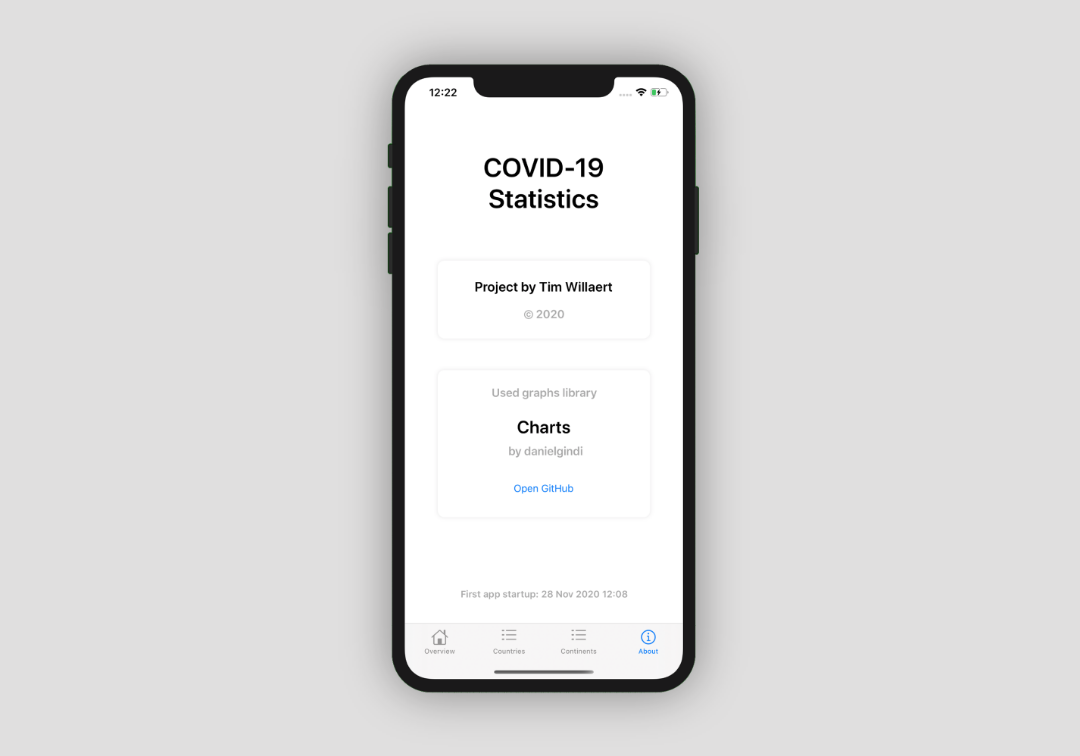 12:22
COVID-19
Statistics
Project by Tim Willaert
© 2020
Used graphs library
Charts
by danielgindi
Open GitHub
First app startup: 28 Nov 2020 12:08
Overview
Countries
Continents
About